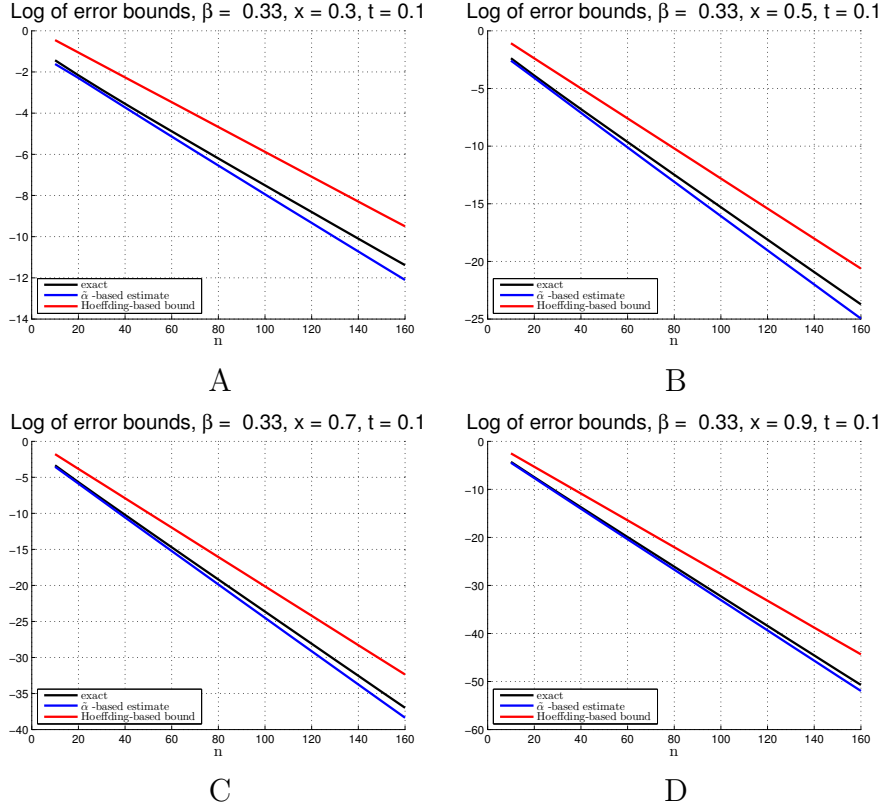 Log of error bounds, β = 0.33, x = 0.3, t = 0.1
0
−2
−4
−6
−8
−10
−12
−14
exact
α̃ -based estimate
Hoeffding-based bound
0 20 40 60 80 100 120 140 160
n
A
Log of error bounds, β = 0.33, x = 0.5, t = 0.1
0
−5
−10
−15
−20
−25
exact
α̃ -based estimate
Hoeffding-based bound
0 20 40 60 80 100 120 140 160
n
B
Log of error bounds, β = 0.33, x = 0.7, t = 0.1
0
−5
−10
−15
−20
−25
−30
−35
−40
exact
α̃ -based estimate
Hoeffding-based bound
0 20 40 60 80 100 120 140 160
n
C
Log of error bounds, β = 0.33, x = 0.9, t = 0.1
0
−10
−20
−30
−40
−50
−60
exact
α̃ -based estimate
Hoeffding-based bound
0 20 40 60 80 100 120 140 160
n
D